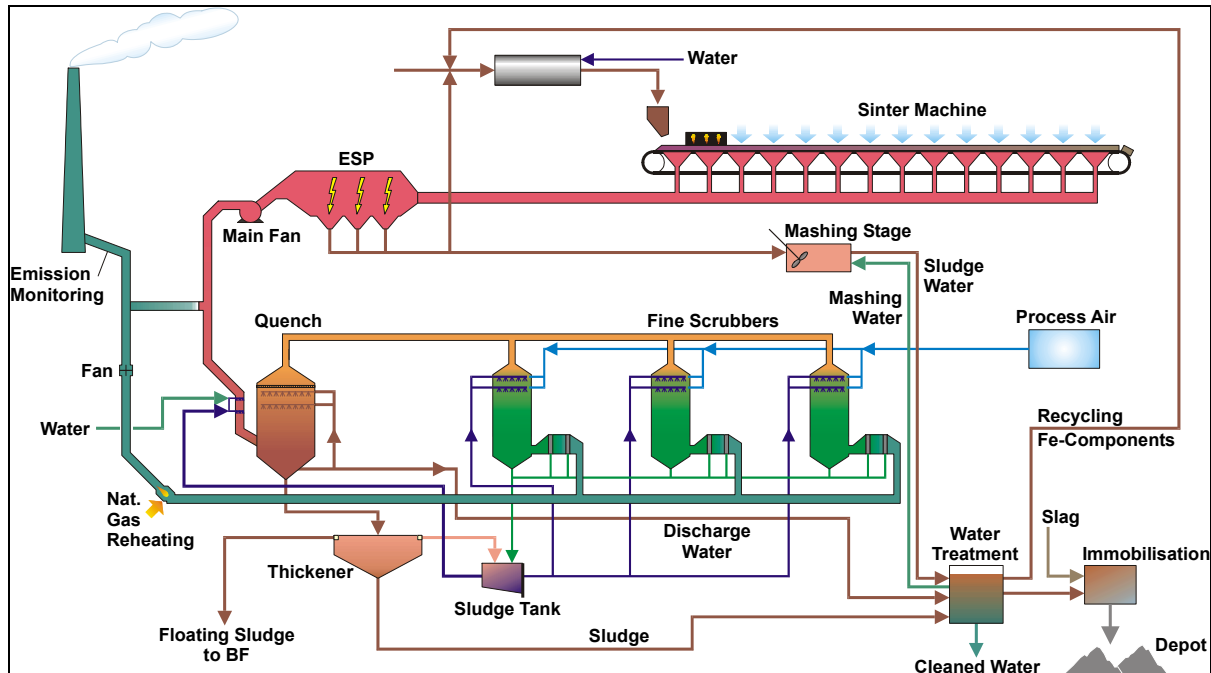 Water
Sinter Machine
ESP
Main Fan
Mashing Stage
Emission
Monitoring
Sludge
Water
Mashing
Water
Process Air
Quench
Fine Scrubbers
Fan
Water
Recycling
Fe-Components
Nat.
Gas
Reheating
Discharge
Water
Water
Treatment
Slag
Immobilisation
Thickener
Sludge Tank
Floating Sludge
to BF
Sludge
Cleaned Water
Depot